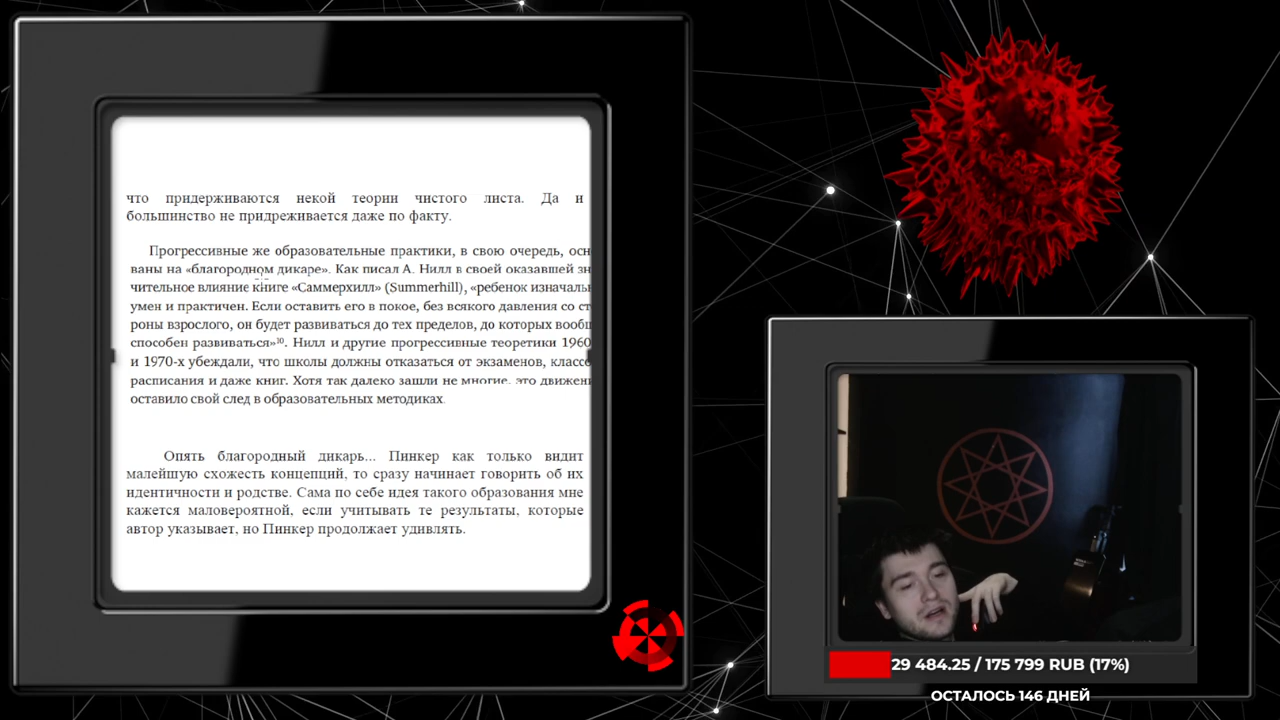 что придерживаются некой теории чистого листа. Да и
большинство не придреживается даже по факту.
Прогрессивные же образовательные практики, в свою очередь, осн
ваны на «благородном дикаре». Как писал А. Нилл в своей оказавшей зн
чительное влияние книге «Саммерхилл» (Summerhill), «ребенок изначаль
умен и практичен. Если оставить его в покое, без всякого давления со ст
роны взрослого, он будет развиваться до тех пределов, до которых вообщ
способен развиваться»¹⁰. Нилл и другие прогрессивные теоретики 1960
и 1970-х убеждали, что школы должны отказаться от экзаменов, классо
расписания и даже книг. Хотя так далеко зашли не многие, это движени
оставило свой след в образовательных методиках.
Опять благородный дикарь... Пинкер как только видит
малейшую схожесть концепций, то сразу начинает говорить об их
идентичности и родстве. Сама по себе идея такого образования мне
кажется маловероятной, если учитывать те результаты, которые
автор указывает, но Пинкер продолжает удивлять.
29 484.25 / 175 799 RUB (17%)
ОСТАЛОСЬ 146 ДНЕЙ